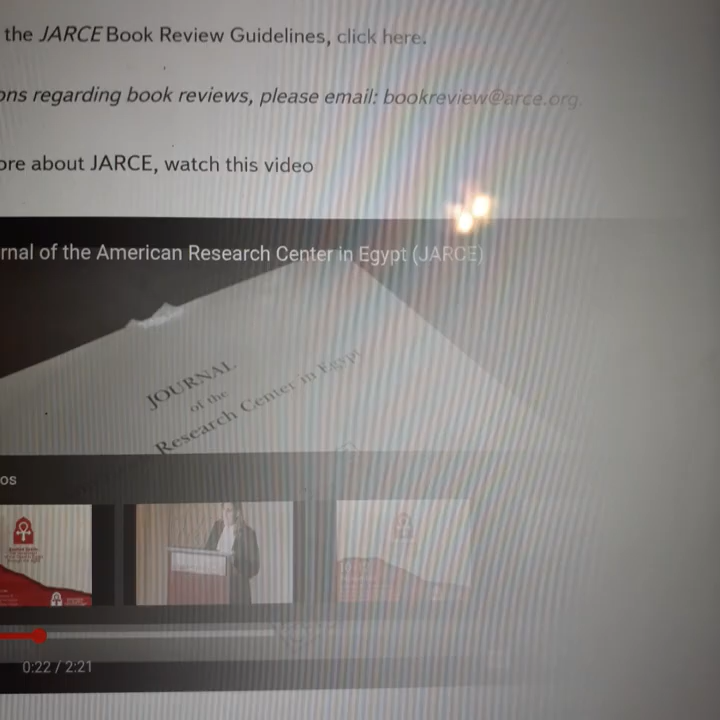 the JARCE Book Review Guidelines, click here.
ons regarding book reviews, please email: bookreview@arce.org.
ore about JARCE, watch this video
rnal of the American Research Center in Egypt (JARCE)
JOURNAL
of the
Research Center in Egypt
os
0:22 / 2:21